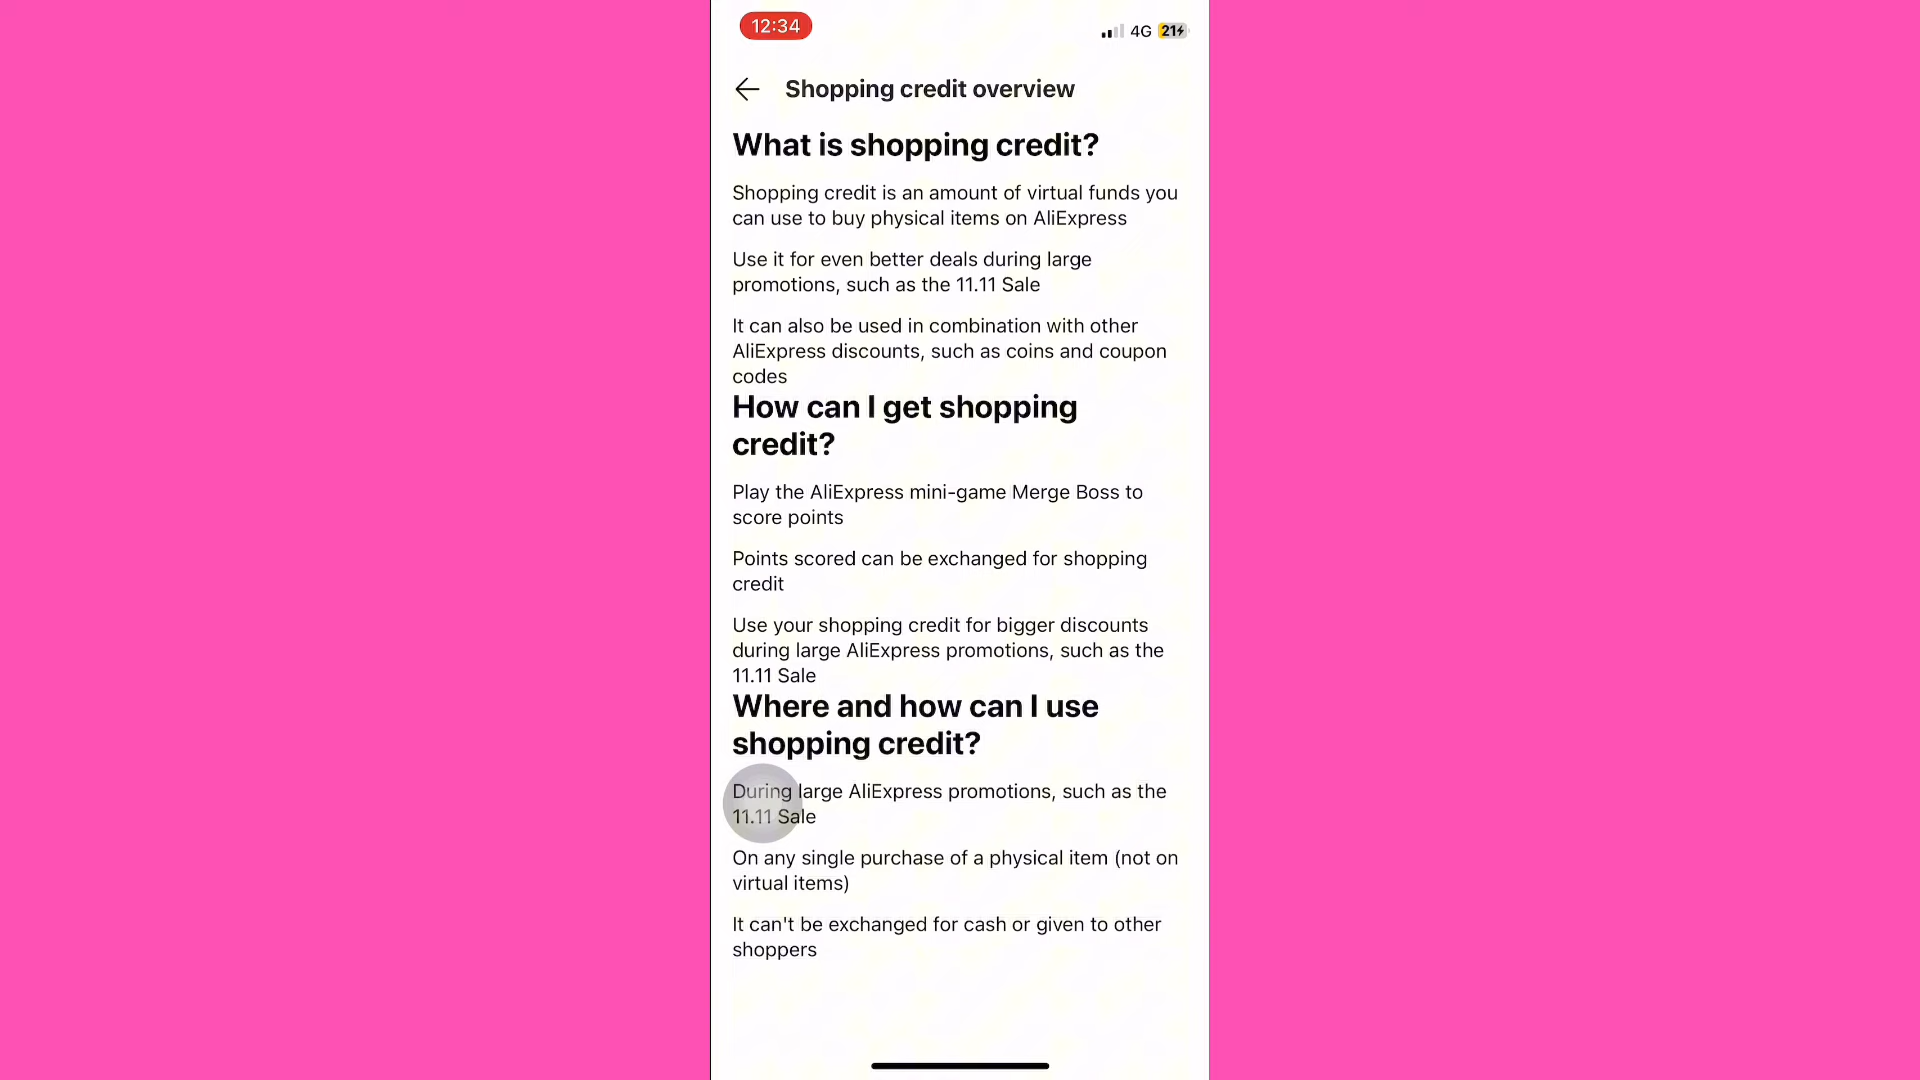 12:34
4G 21
Shopping credit overview
What is shopping credit?
Shopping credit is an amount of virtual funds you
can use to buy physical items on AliExpress
Use it for even better deals during large
promotions, such as the 11.11 Sale
It can also be used in combination with other
AliExpress discounts, such as coins and coupon
codes
How can I get shopping
credit?
Play the AliExpress mini-game Merge Boss to
score points
Points scored can be exchanged for shopping
credit
Use your shopping credit for bigger discounts
during large AliExpress promotions, such as the
11.11 Sale
Where and how can I use
shopping credit?
During large AliExpress promotions, such as the
11.11 Sale
On any single purchase of a physical item (not on
virtual items)
It can't be exchanged for cash or given to other
shoppers